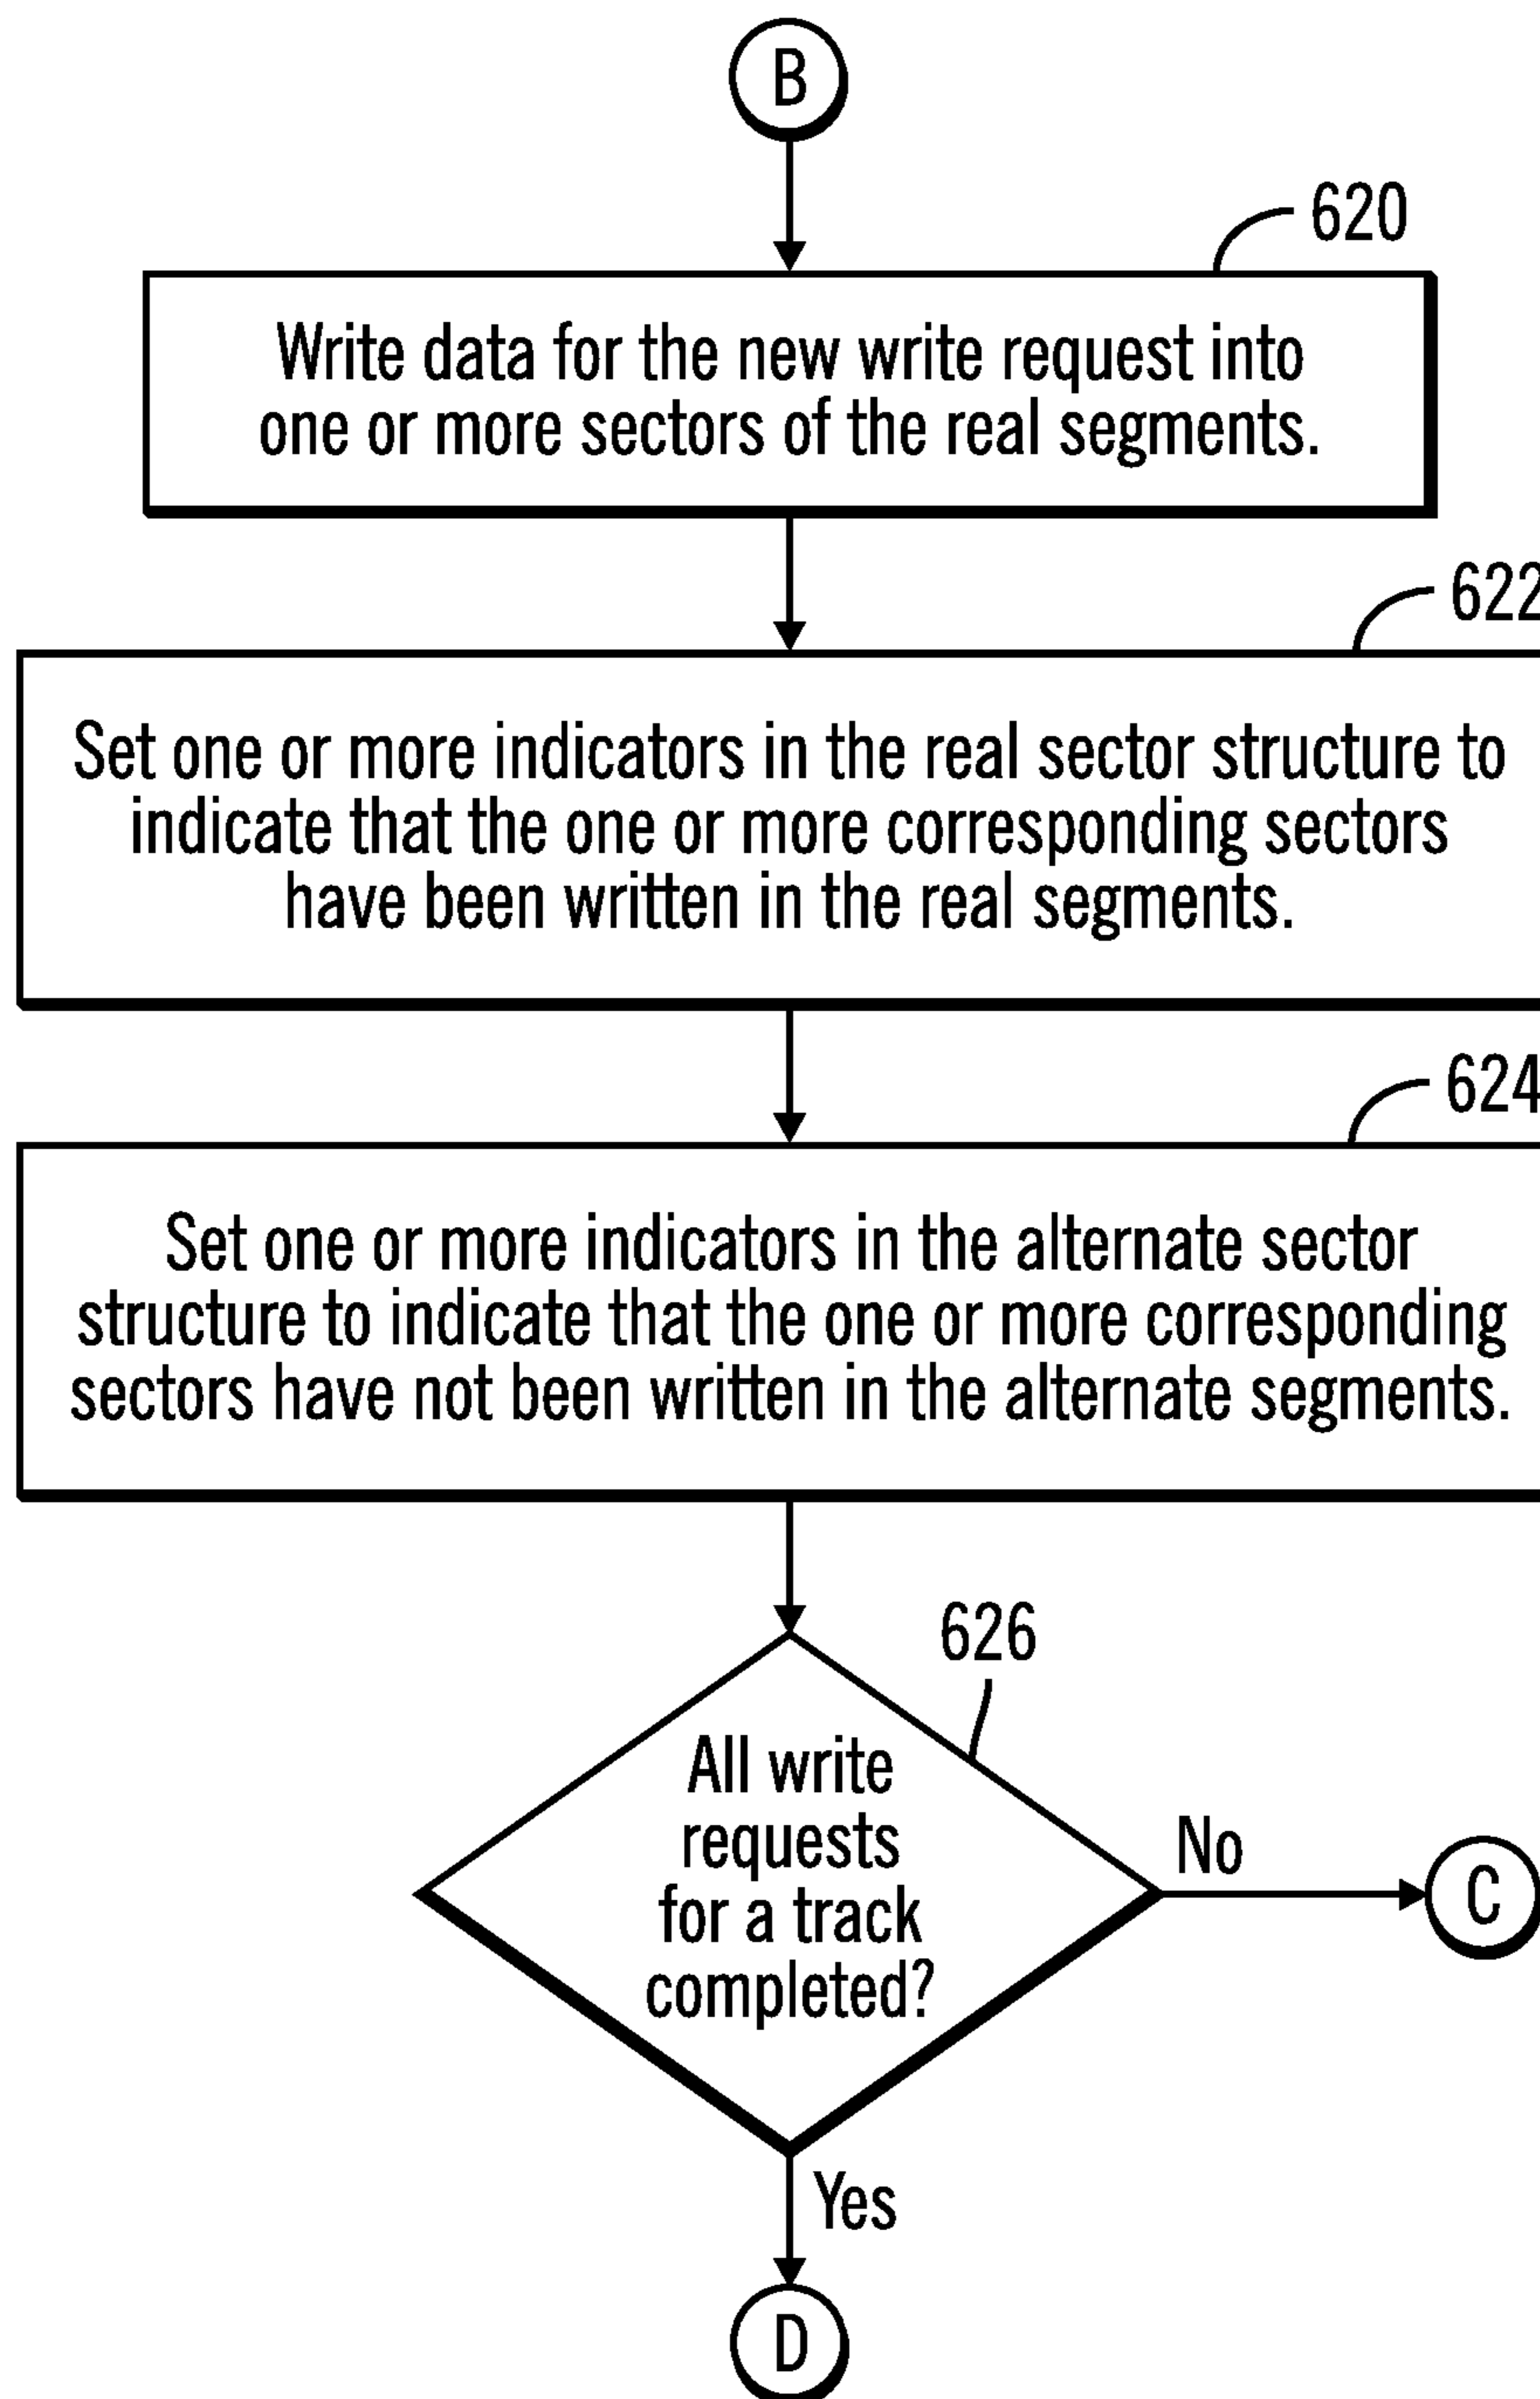 B
620
Write data for the new write request into
one or more sectors of the real segments.
622
Set one or more indicators in the real sector structure to
indicate that the one or more corresponding sectors
have been written in the real segments.
624
Set one or more indicators in the alternate sector
structure to indicate that the one or more corresponding
sectors have not been written in the alternate segments.
626
All write
requests
for a track
completed?
No
C
Yes
D